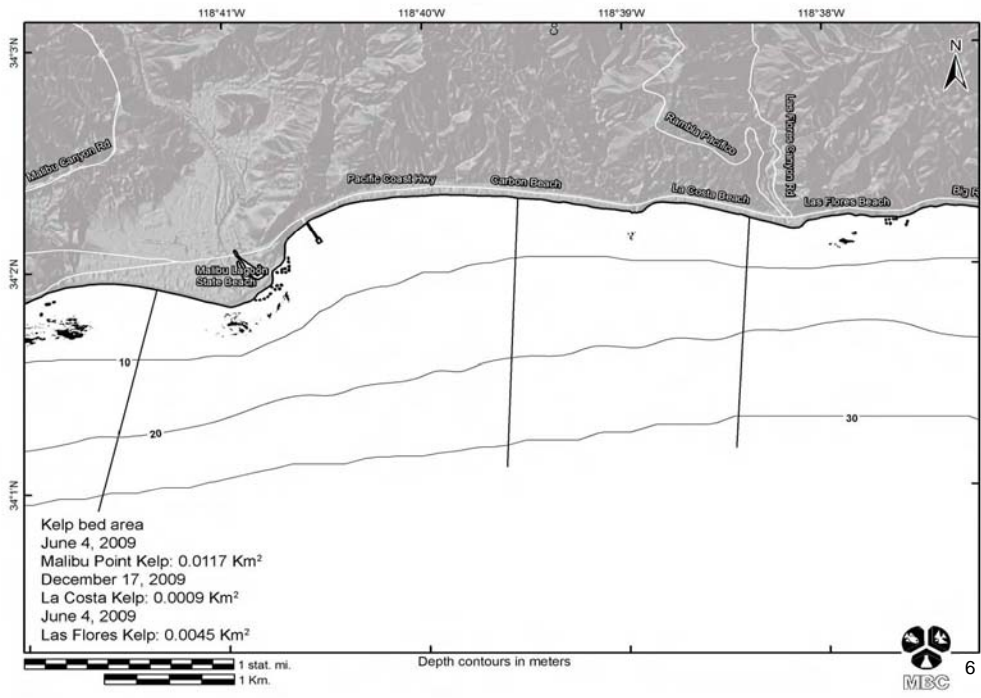 118°41'W
118°40'W
118°39'W
118°38'W
34°3'N
N
Malibu Canyon Rd
Rambla Pacifico
Las Flores Canyon Rd
Pacific Coast Hwy
Carbon Beach
La Costa Beach
Las Flores Beach
Big R
34°2'N
Malibu Lagoon
State Beach
10
20
30
34°1'N
Kelp bed area
June 4, 2009
Malibu Point Kelp: 0.0117 Km²
December 17, 2009
La Costa Kelp: 0.0009 Km²
June 4, 2009
Las Flores Kelp: 0.0045 Km²
1 stat. mi.
1 Km.
Depth contours in meters
MBC
6